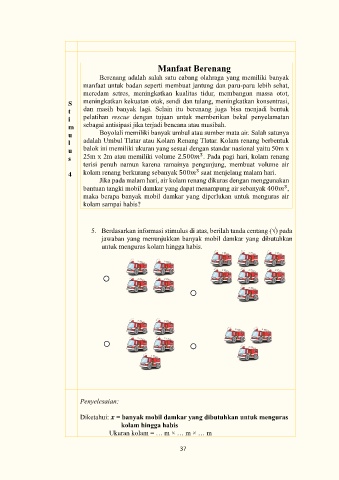 Manfaat Berenang
Berenang adalah salah satu cabang olahraga yang memiliki banyak
manfaat untuk badan seperti membuat jantung dan paru-paru lebih sehat,
meredam setres, meningkatkan kualitas tidur, membangun massa otot,
meningkatkan kekuatan otak, sendi dan tulang, meningkatkan konsentrasi,
dan masih banyak lagi. Selain itu berenang juga bisa menjadi bentuk
pelatihan rescue dengan tujuan untuk memberikan bekal penyelamatan
sebagai antisipasi jika terjadi bencana atau musibah.
Boyolali memiliki banyak umbul atau sumber mata air. Salah satunya
adalah Umbul Tlatar atau Kolam Renang Tlatar. Kolam renang berbentuk
balok ini memiliki ukuran yang sesuai dengan standar nasional yaitu 50m x
25m x 2m atau memiliki volume 2.500m³. Pada pagi hari, kolam renang
terisi penuh namun karena ramainya pengunjung, membuat volume air
kolam renang berkurang sebanyak 500m³ saat menjelang malam hari.
Jika pada malam hari, air kolam renang dikuras dengan menggunakan
bantuan tangki mobil damkar yang dapat menampung air sebanyak 400m³,
maka berapa banyak mobil damkar yang diperlukan untuk menguras air
kolam sampai habis?
S
t
i
m
u
l
u
s
4
5. Berdasarkan informasi stimulus di atas, berilah tanda centang (√) pada
jawaban yang menunjukkan banyak mobil damkar yang dibutuhkan
untuk menguras kolam hingga habis.
Penyelesaian:
Diketahui: x = banyak mobil damkar yang dibutuhkan untuk menguras
kolam hingga habis
Ukuran kolam = … m × … m × … m
37